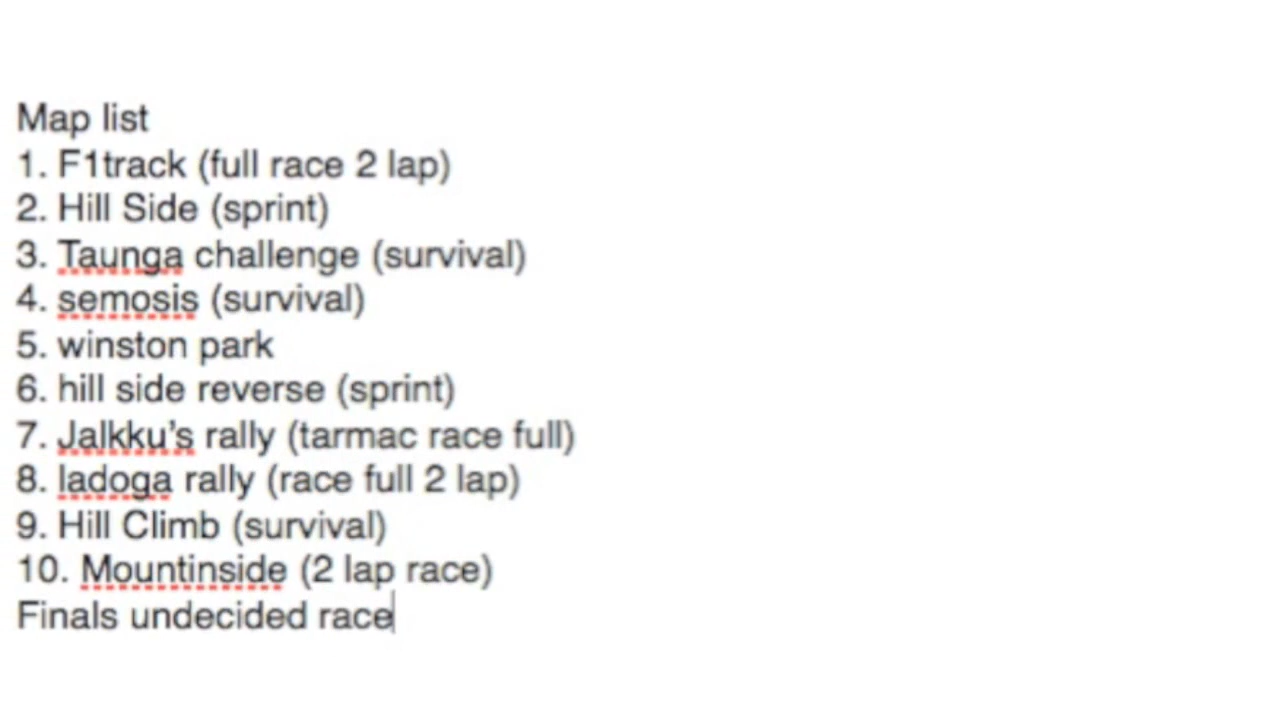 Map list
1. F1track (full race 2 lap)
2. Hill Side (sprint)
3. Taunga challenge (survival)
4. semosis (survival)
5. winston park
6. hill side reverse (sprint)
7. Jalkku’s rally (tarmac race full)
8. ladoga rally (race full 2 lap)
9. Hill Climb (survival)
10. Mountinside (2 lap race)
Finals undecided race